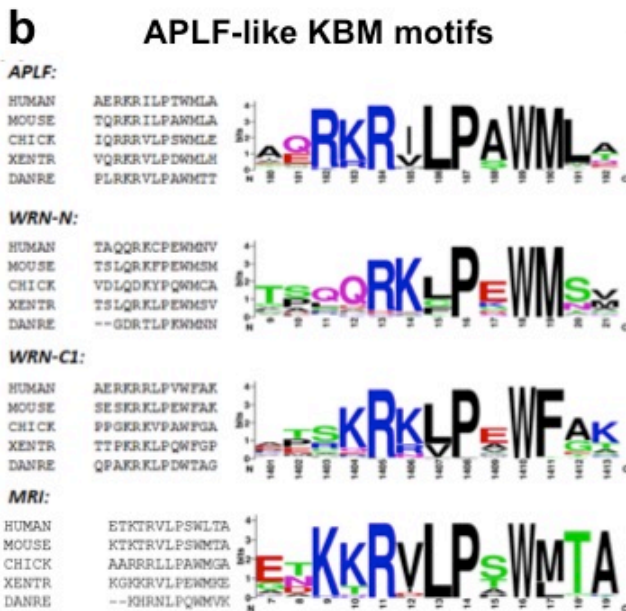 b APLF-like KBM motifs
APLF:
HUMAN AERKRILPTWMLA
MOUSE TQRKRILPAWMLA
CHICK IQRRRVLPSWMLE
XENTR VQRKRVLPDWMLH
DANRE PLRKRVLPAWMTT
WRN-N:
HUMAN TAQQRKCPEWMNV
MOUSE TSLQRKFPEWMSM
CHICK VDLQDKYPQWMCA
XENTR TSLQRKLPEWMSV
DANRE --GDRTLPKWMNN
WRN-C1:
HUMAN AERKRRLPVWFAK
MOUSE SESKRKLPEWFAK
CHICK PPGKRKVPAWFGA
XENTR TTPKRKLPQWFGP
DANRE QPAKRKLPDWTAG
MRI:
HUMAN ETKTRVLPSWLTA
MOUSE KTKTRVLPSWMTA
CHICK AARRRLLPAWMGA
XENTR KGKKRVLPEWMKE
DANRE --KHRNLPQWMVK